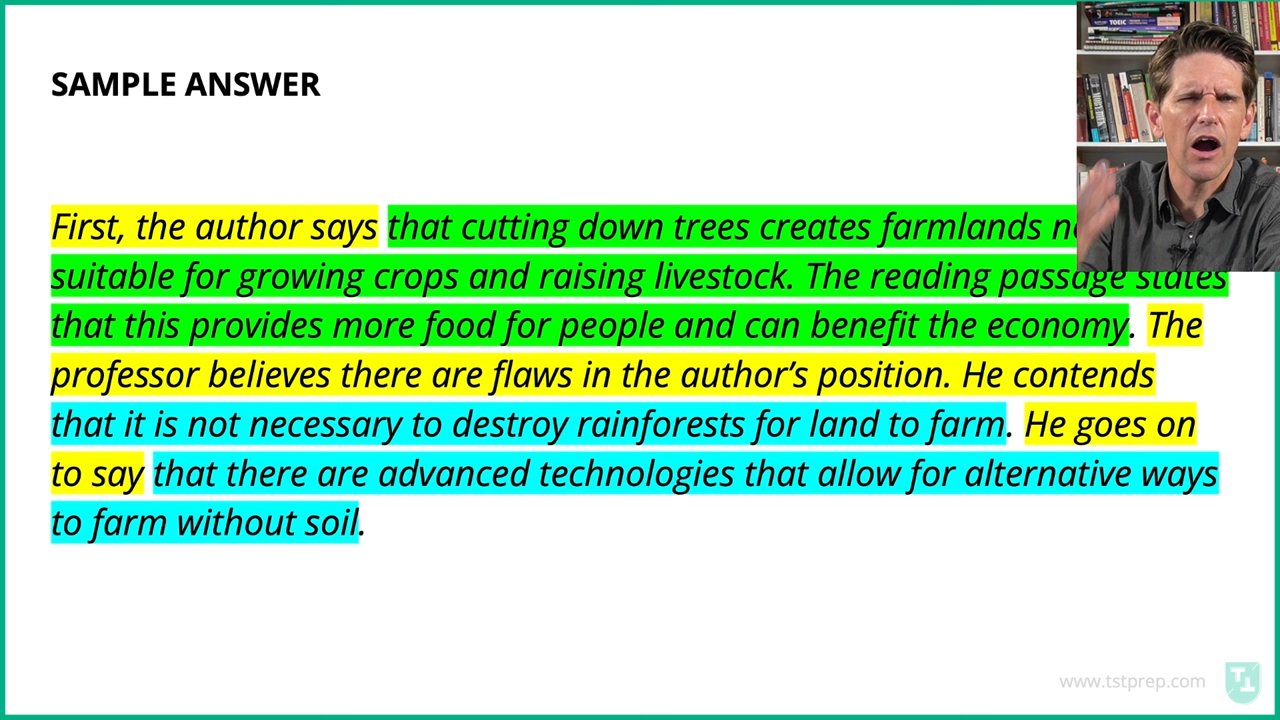 SAMPLE ANSWER
TOEIC
First, the author says that cutting down trees creates farmlands
suitable for growing crops and raising livestock. The reading passage states
that this provides more food for people and can benefit the economy. The
professor believes there are flaws in the author's position. He contends
that it is not necessary to destroy rainforests for land to farm. He goes on
to say that there are advanced technologies that allow for alternative ways
to farm without soil.
www.tstprep.com